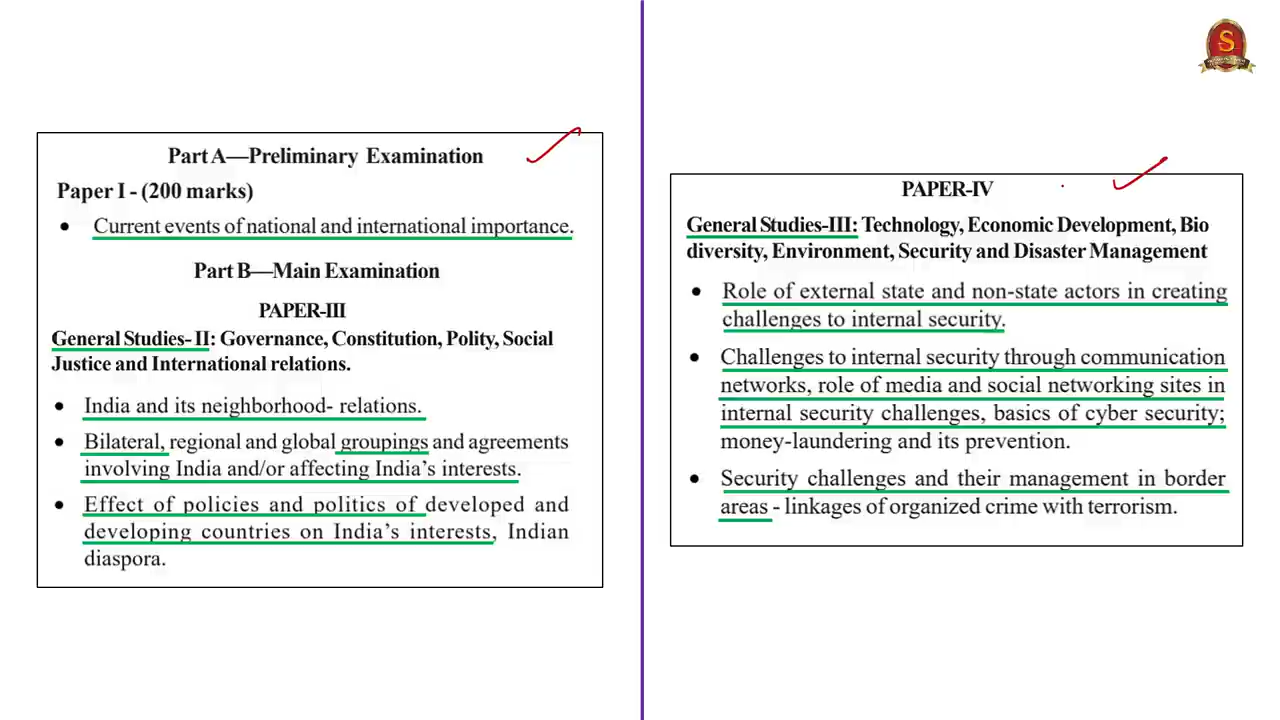 Part A—Preliminary Examination
Paper I - (200 marks)
• Current events of national and international importance.
Part B—Main Examination
PAPER-III
General Studies- II: Governance, Constitution, Polity, Social
Justice and International relations.
• India and its neighborhood- relations.
• Bilateral, regional and global groupings and agreements
involving India and/or affecting India's interests.
• Effect of policies and politics of developed and
developing countries on India's interests, Indian
diaspora.
S
PAPER-IV
General Studies-III: Technology, Economic Development, Bio
diversity, Environment, Security and Disaster Management
• Role of external state and non-state actors in creating
challenges to internal security.
• Challenges to internal security through communication
networks, role of media and social networking sites in
internal security challenges, basics of cyber security;
money-laundering and its prevention.
• Security challenges and their management in border
areas - linkages of organized crime with terrorism.